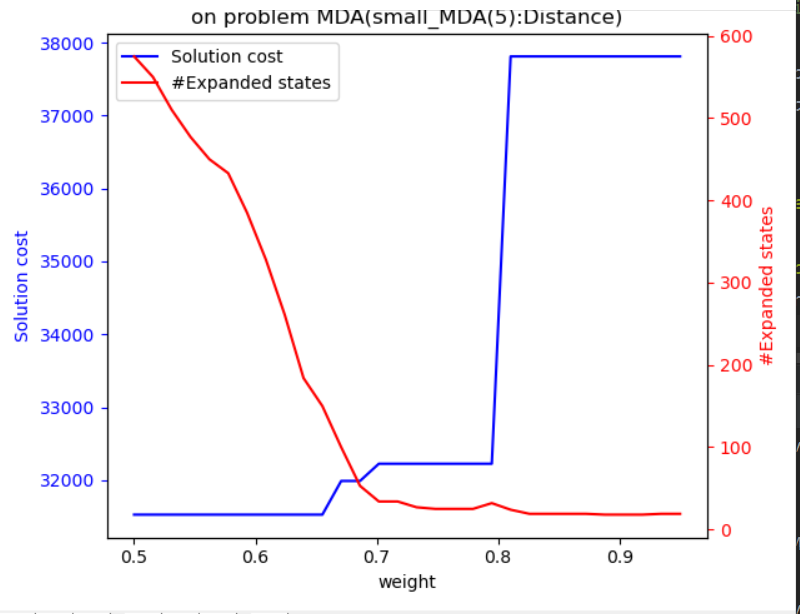 on problem MDA(small_MDA(5):Distance)
Solution cost
#Expanded states
38000
37000
36000
35000
34000
33000
32000
Solution cost
600
500
400
300
200
100
0
#Expanded states
0.5 0.6 0.7 0.8 0.9
weight